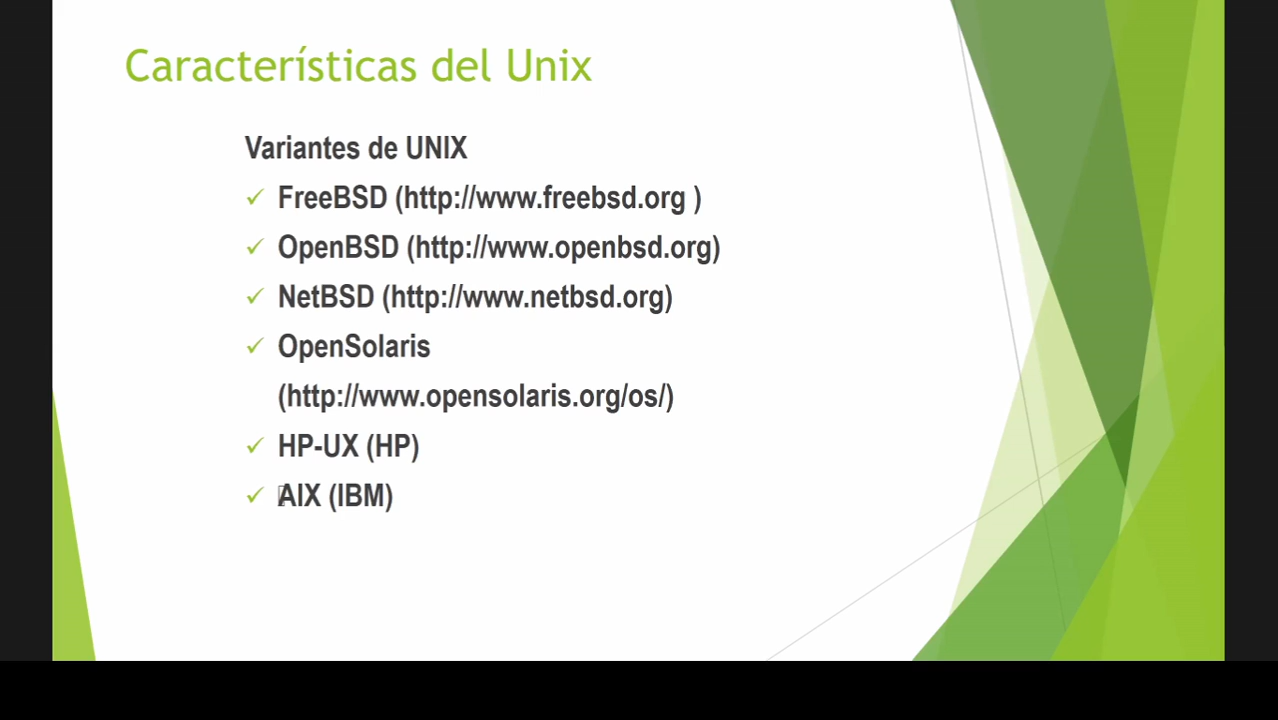 Características del Unix
Variantes de UNIX
FreeBSD (http://www.freebsd.org )
OpenBSD (http://www.openbsd.org)
NetBSD (http://www.netbsd.org)
OpenSolaris
(http://www.opensolaris.org/os/)
HP-UX (HP)
AIX (IBM)